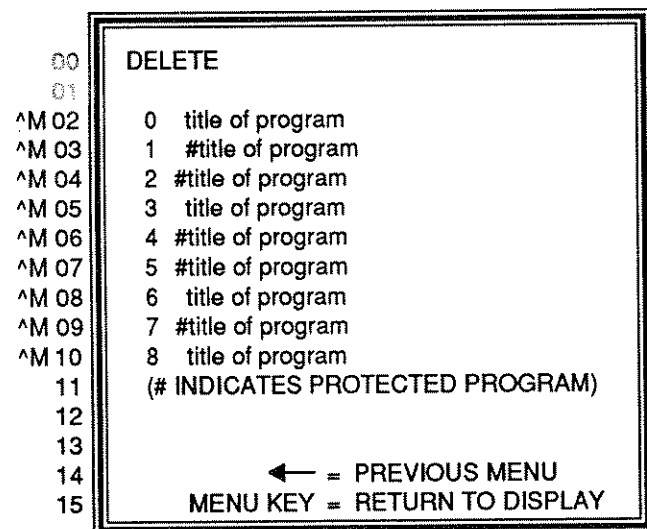 00 DELETE
01
^M 02 0 title of program
^M 03 1 #title of program
^M 04 2 #title of program
^M 05 3 title of program
^M 06 4 #title of program
^M 07 5 #title of program
^M 08 6 title of program
^M 09 7 #title of program
^M 10 8 title of program
11 (# INDICATES PROTECTED PROGRAM)
12
13
14 ← = PREVIOUS MENU
15 MENU KEY = RETURN TO DISPLAY